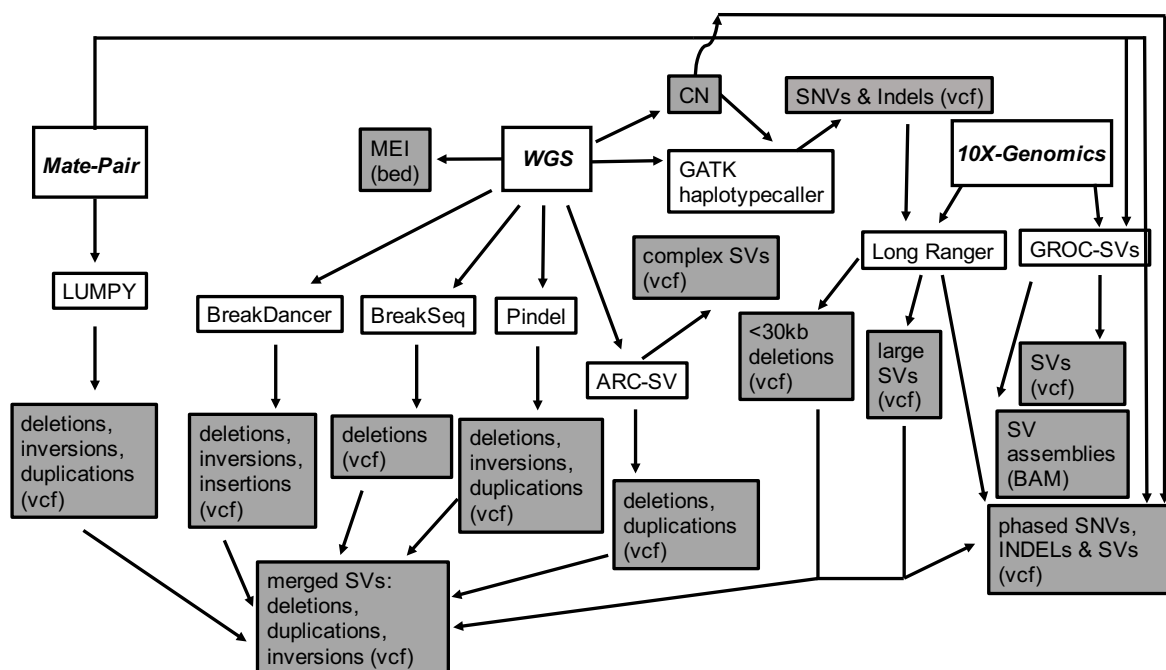 CN
SNVs & Indels (vcf)
Mate-Pair
MEI
(bed)
WGS
GATK
haplotypecaller
10X-Genomics
LUMPY
BreakDancer
BreakSeq
Pindel
complex SVs
(vcf)
Long Ranger
GROC-SVs
ARC-SV
<30kb
deletions
(vcf)
large
SVs
(vcf)
SVs
(vcf)
SV
assemblies
(BAM)
deletions,
inversions,
duplications
(vcf)
deletions,
inversions,
insertions
(vcf)
deletions
(vcf)
deletions,
inversions,
duplications
(vcf)
deletions,
duplications
(vcf)
phased SNVs,
INDELs & SVs
(vcf)
merged SVs:
deletions,
duplications,
inversions (vcf)